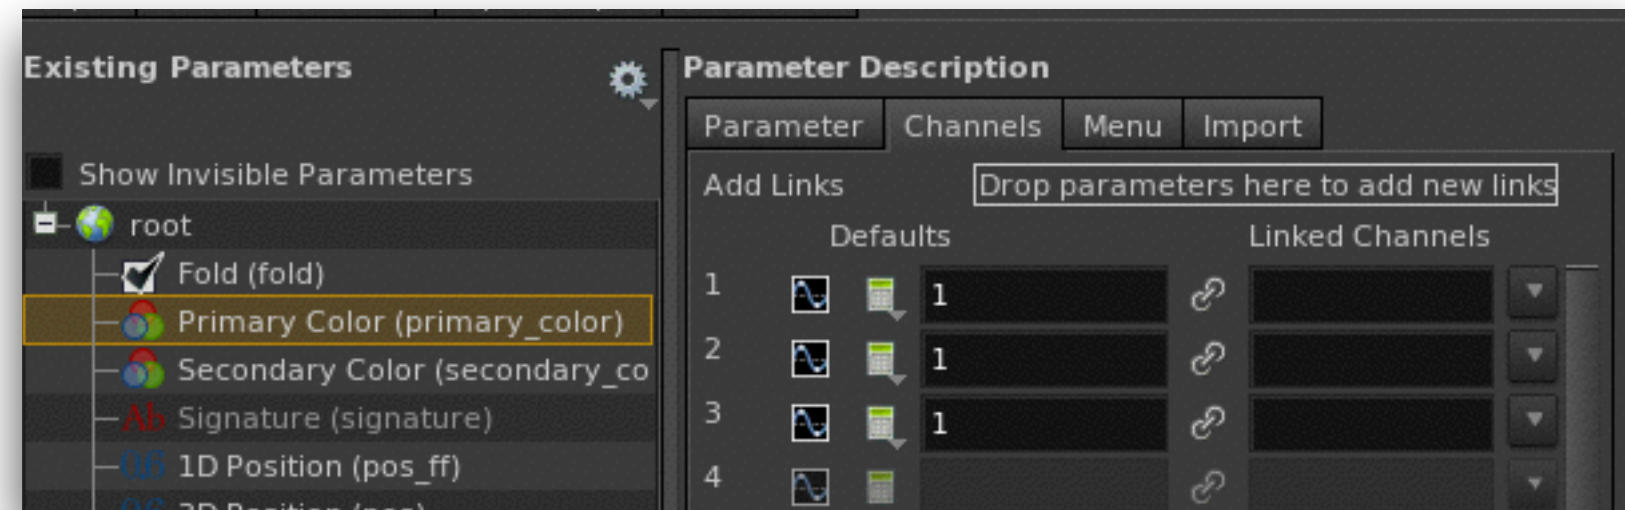 Existing Parameters
Show Invisible Parameters
root
Fold (fold)
Primary Color (primary_color)
Secondary Color (secondary_co
Signature (signature)
1D Position (pos_ff)
Parameter Description
Parameter Channels Menu Import
Add Links Drop parameters here to add new links
Defaults Linked Channels
1 1
2 1
3 1
4